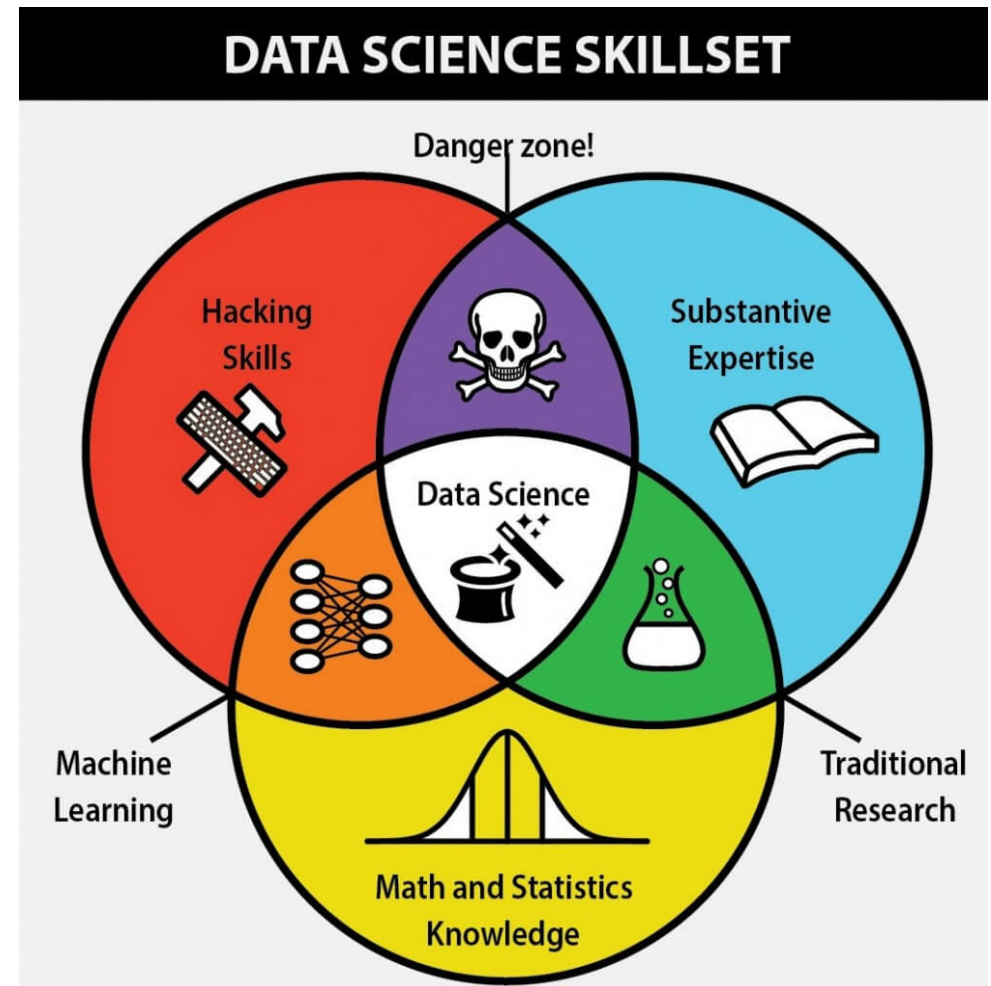 DATA SCIENCE SKILLSET
Danger zone!
Hacking
Skills
Substantive
Expertise
Data Science
Machine
Learning
Traditional
Research
Math and Statistics
Knowledge